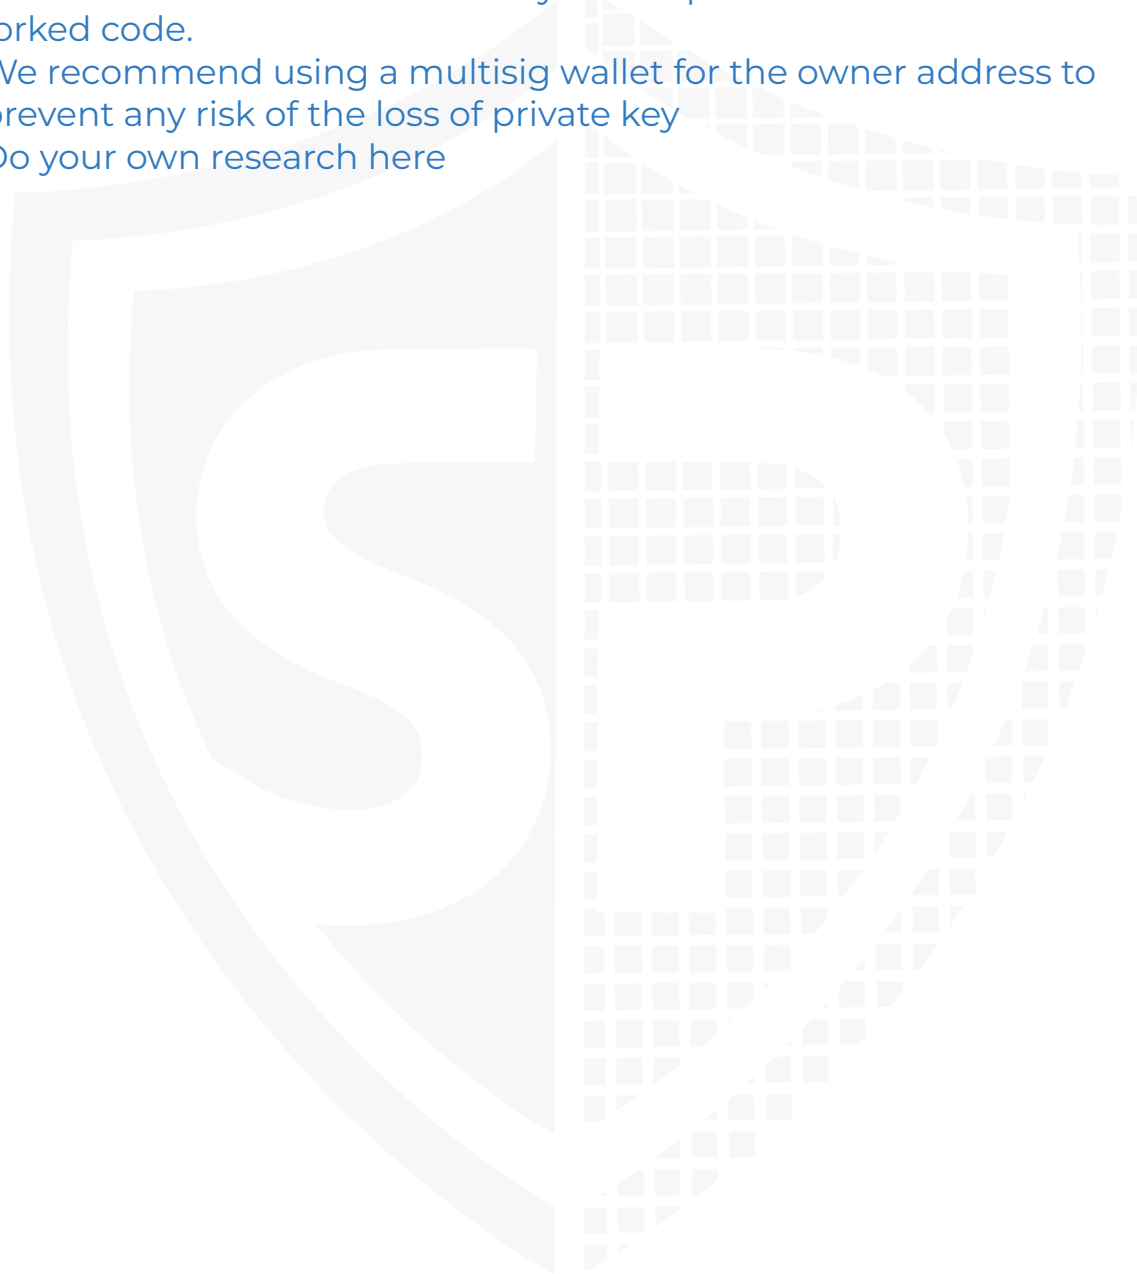 orked code.
We recommend using a multisig wallet for the owner address to
prevent any risk of the loss of private key
Do your own research here
SP